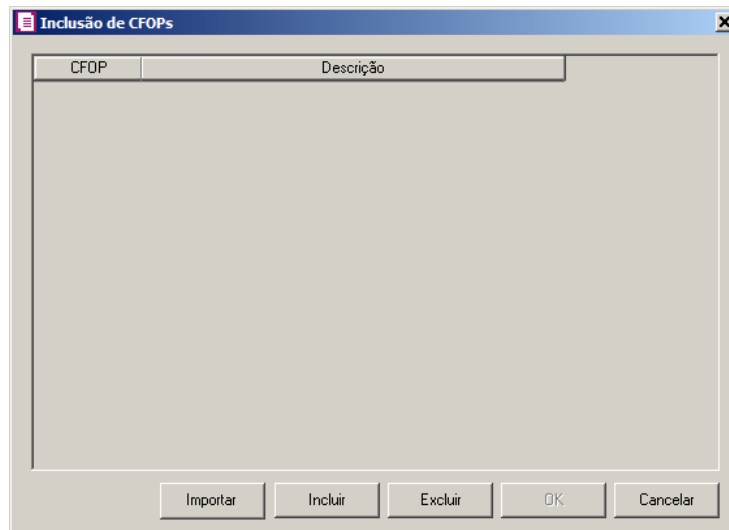 Inclusão de CFOPs
CFOP Descrição
Importar Incluir Excluir OK Cancelar